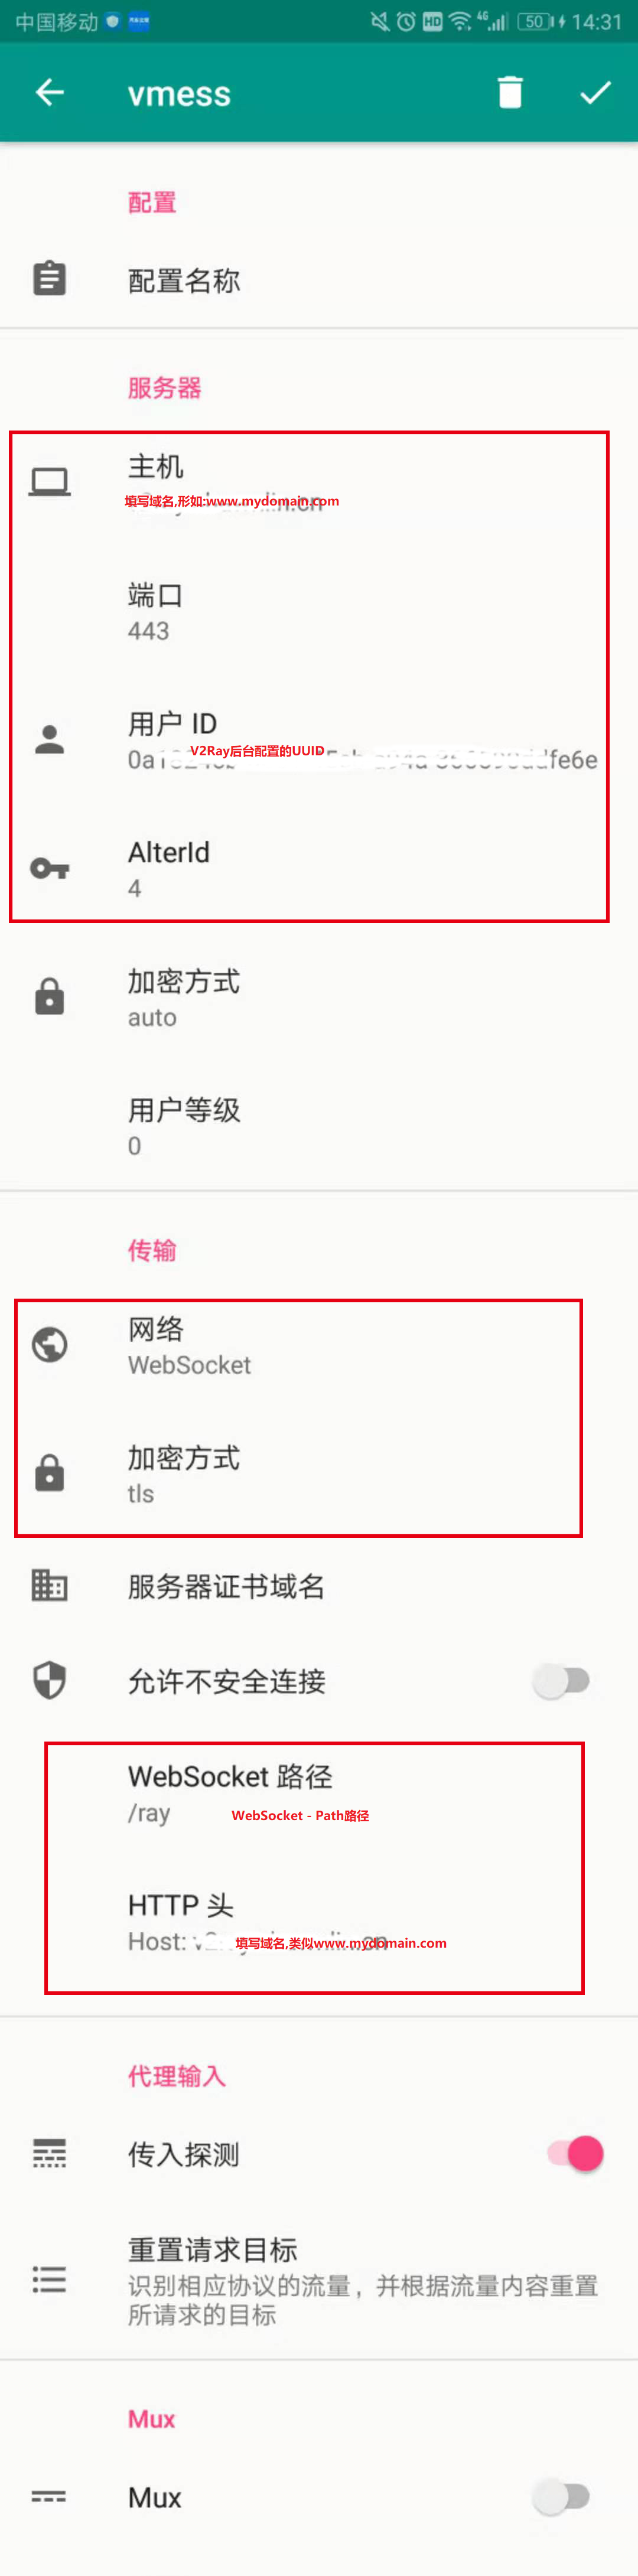 中国移动 HD 4G 50 14:31
vmess
配置
配置名称
服务器
主机
填写域名,形如:www.mydomain.com
端口
443
用户 ID
V2Ray后台配置的UUID
AlterId
4
加密方式
auto
用户等级
0
传输
网络
WebSocket
加密方式
tls
服务器证书域名
允许不安全连接
WebSocket 路径
/ray WebSocket - Path路径
HTTP 头
Host: 填写域名,类似www.mydomain.com
代理输入
传入探测
重置请求目标
识别相应协议的流量，并根据流量内容重置
所请求的目标
Mux
Mux